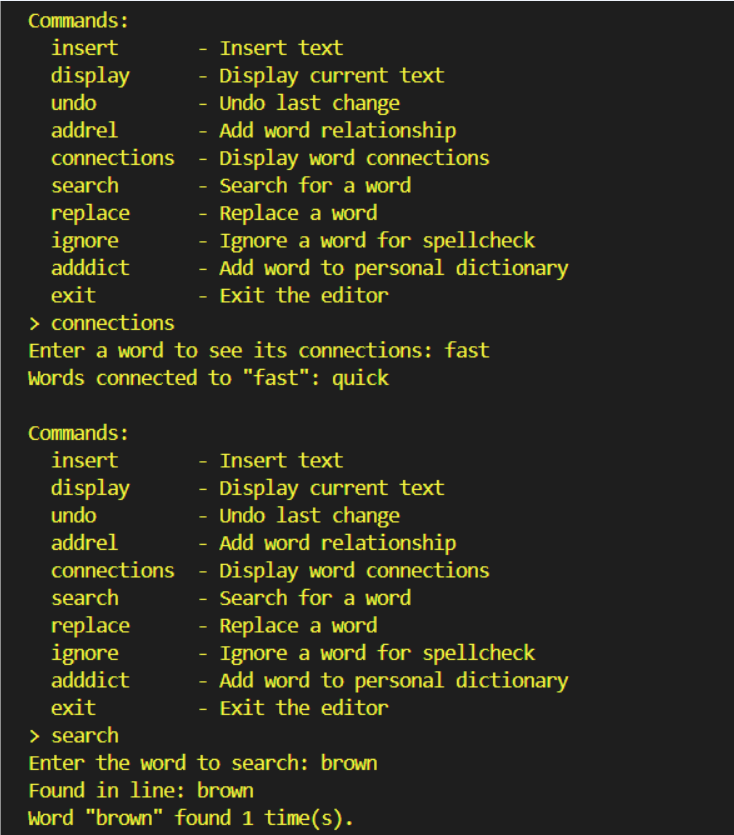 Commands:
  insert       - Insert text
  display      - Display current text
  undo         - Undo last change
  addrel       - Add word relationship
  connections  - Display word connections
  search       - Search for a word
  replace      - Replace a word
  ignore       - Ignore a word for spellcheck
  adddict      - Add word to personal dictionary
  exit         - Exit the editor
> connections
Enter a word to see its connections: fast
Words connected to "fast": quick

Commands:
  insert       - Insert text
  display      - Display current text
  undo         - Undo last change
  addrel       - Add word relationship
  connections  - Display word connections
  search       - Search for a word
  replace      - Replace a word
  ignore       - Ignore a word for spellcheck
  adddict      - Add word to personal dictionary
  exit         - Exit the editor
> search
Enter the word to search: brown
Found in line: brown
Word "brown" found 1 time(s).